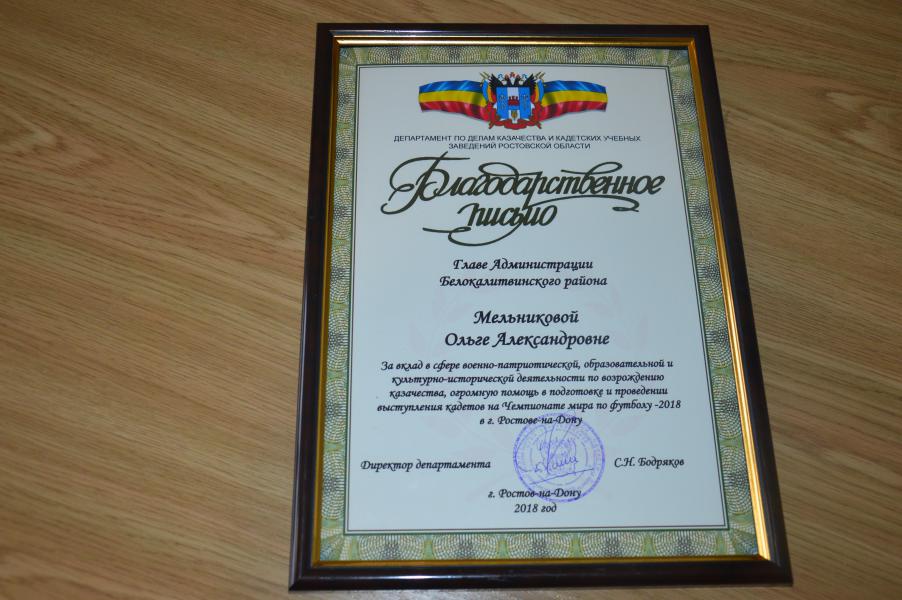 ДЕПАРТАМЕНТ ПО ДЕЛАМ КАЗАЧЕСТВА И КАДЕТСКИХ УЧЕБНЫХ
ЗАВЕДЕНИЙ РОСТОВСКОЙ ОБЛАСТИ
Благодарственное
письмо
Главе Администрации
Белокалитвинского района
Мельниковой
Ольге Александровне
За вклад в сфере военно-патриотической, образовательной и
культурно-исторической деятельности по возрождению
казачества, огромную помощь в подготовке и проведении
выступления кадетов на Чемпионате мира по футболу -2018
в г. Ростове-на-Дону
Директор департамента С.Н. Бодряков
г. Ростов-на-Дону
2018 год